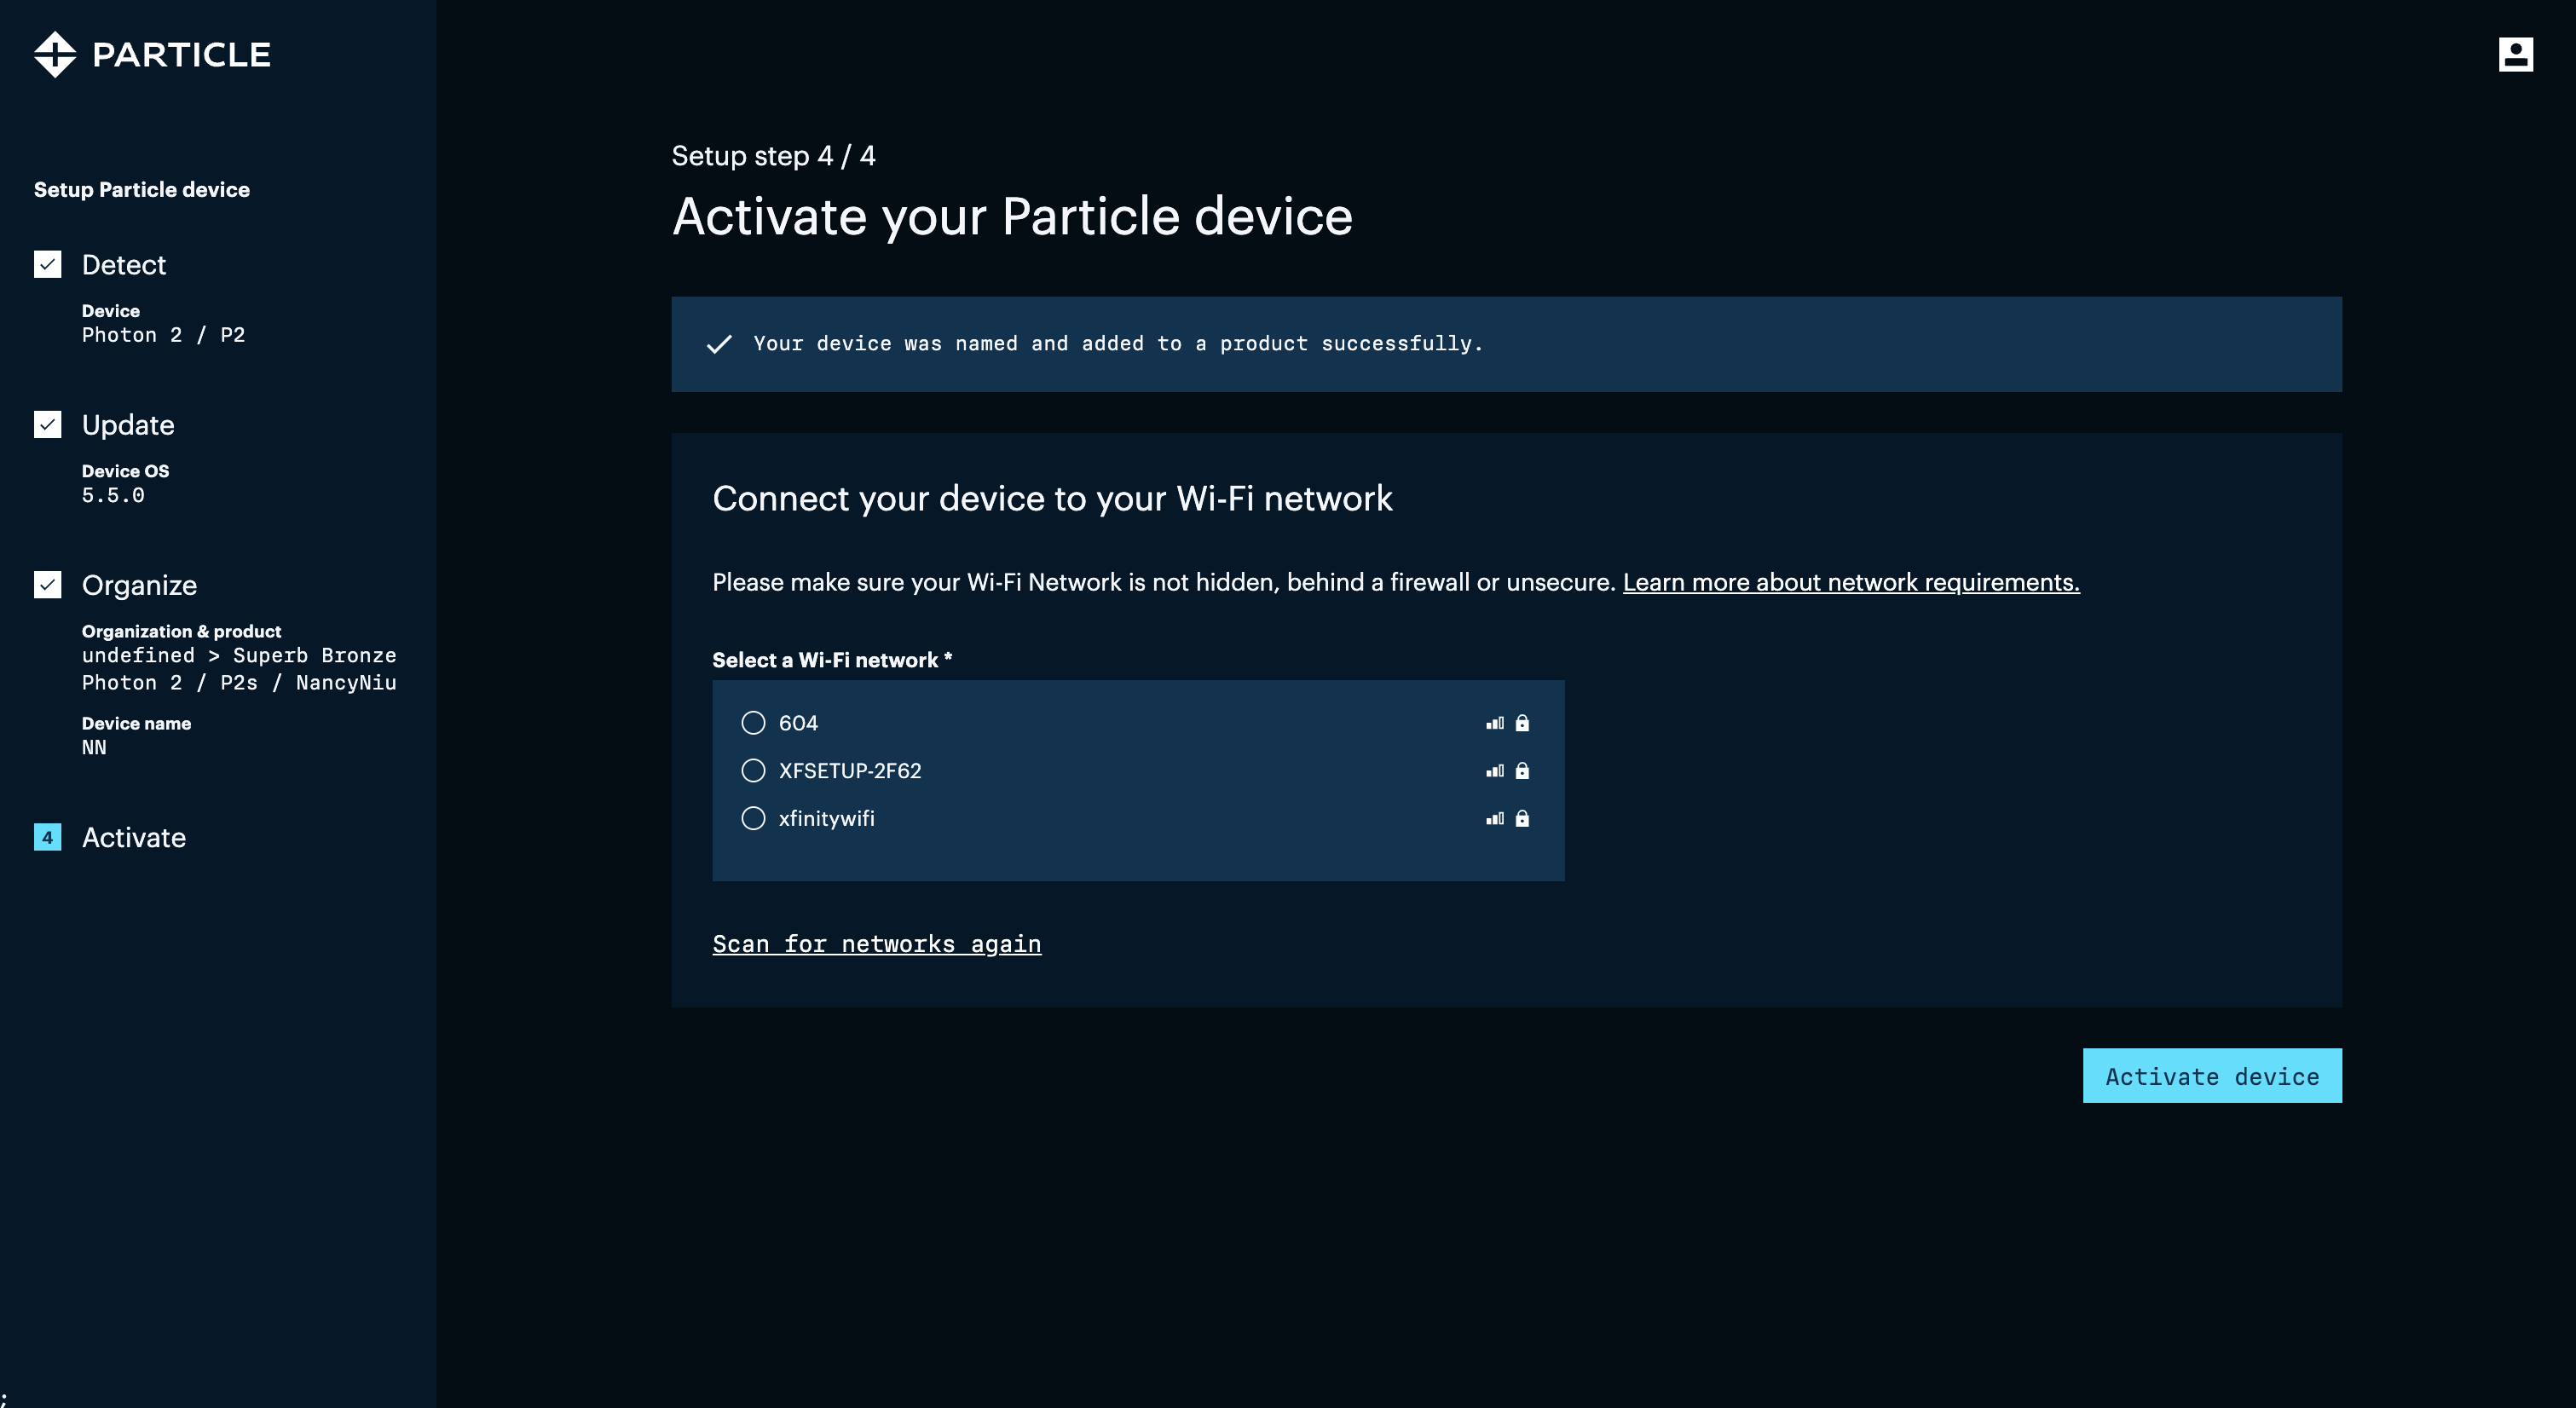 PARTICLE
Setup Particle device
Detect
Device
Photon 2 / P2
Update
Device OS
5.5.0
Organize
Organization & product
undefined > Superb Bronze
Photon 2 / P2s / NancyNiu
Device name
NN
4 Activate
Setup step 4 / 4
Activate your Particle device
Your device was named and added to a product successfully.
Connect your device to your Wi-Fi network
Please make sure your Wi-Fi Network is not hidden, behind a firewall or unsecure. Learn more about network requirements.
Select a Wi-Fi network *
604
XFSETUP-2F62
xfinitywifi
Scan for networks again
Activate device
;